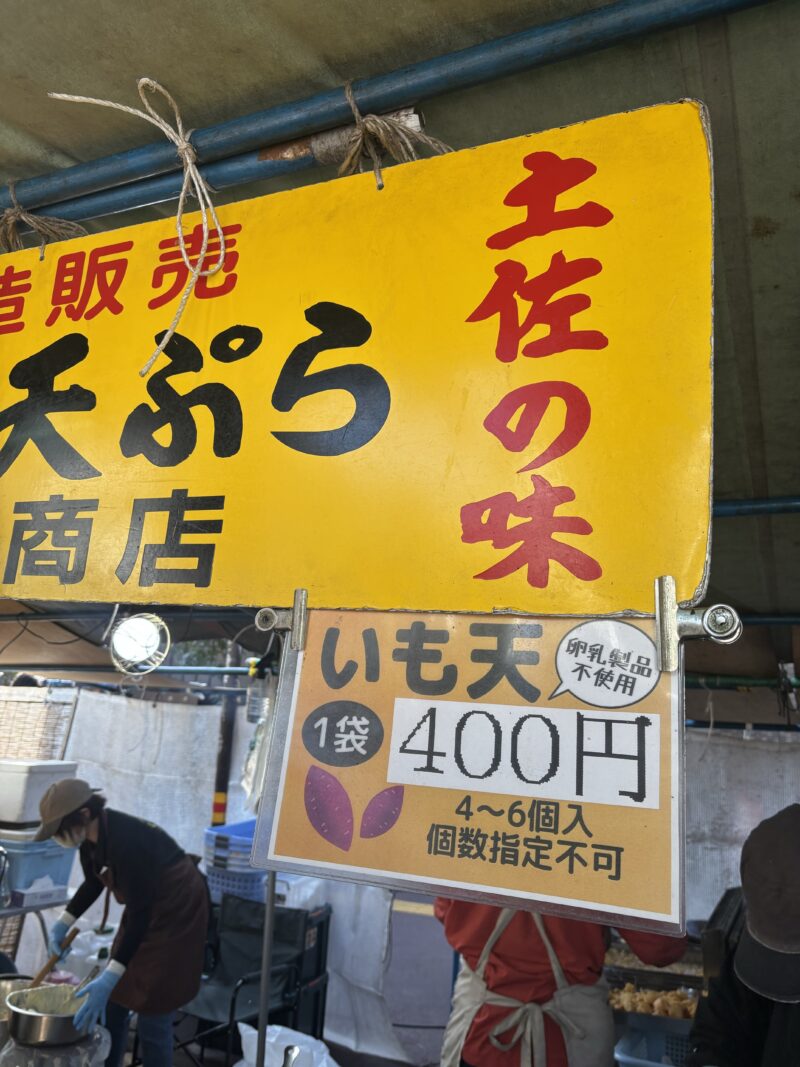 造販売
天ぷら
商店
土佐の味
いも天
卵乳製品
不使用
1袋
400円
4〜6個入
個数指定不可